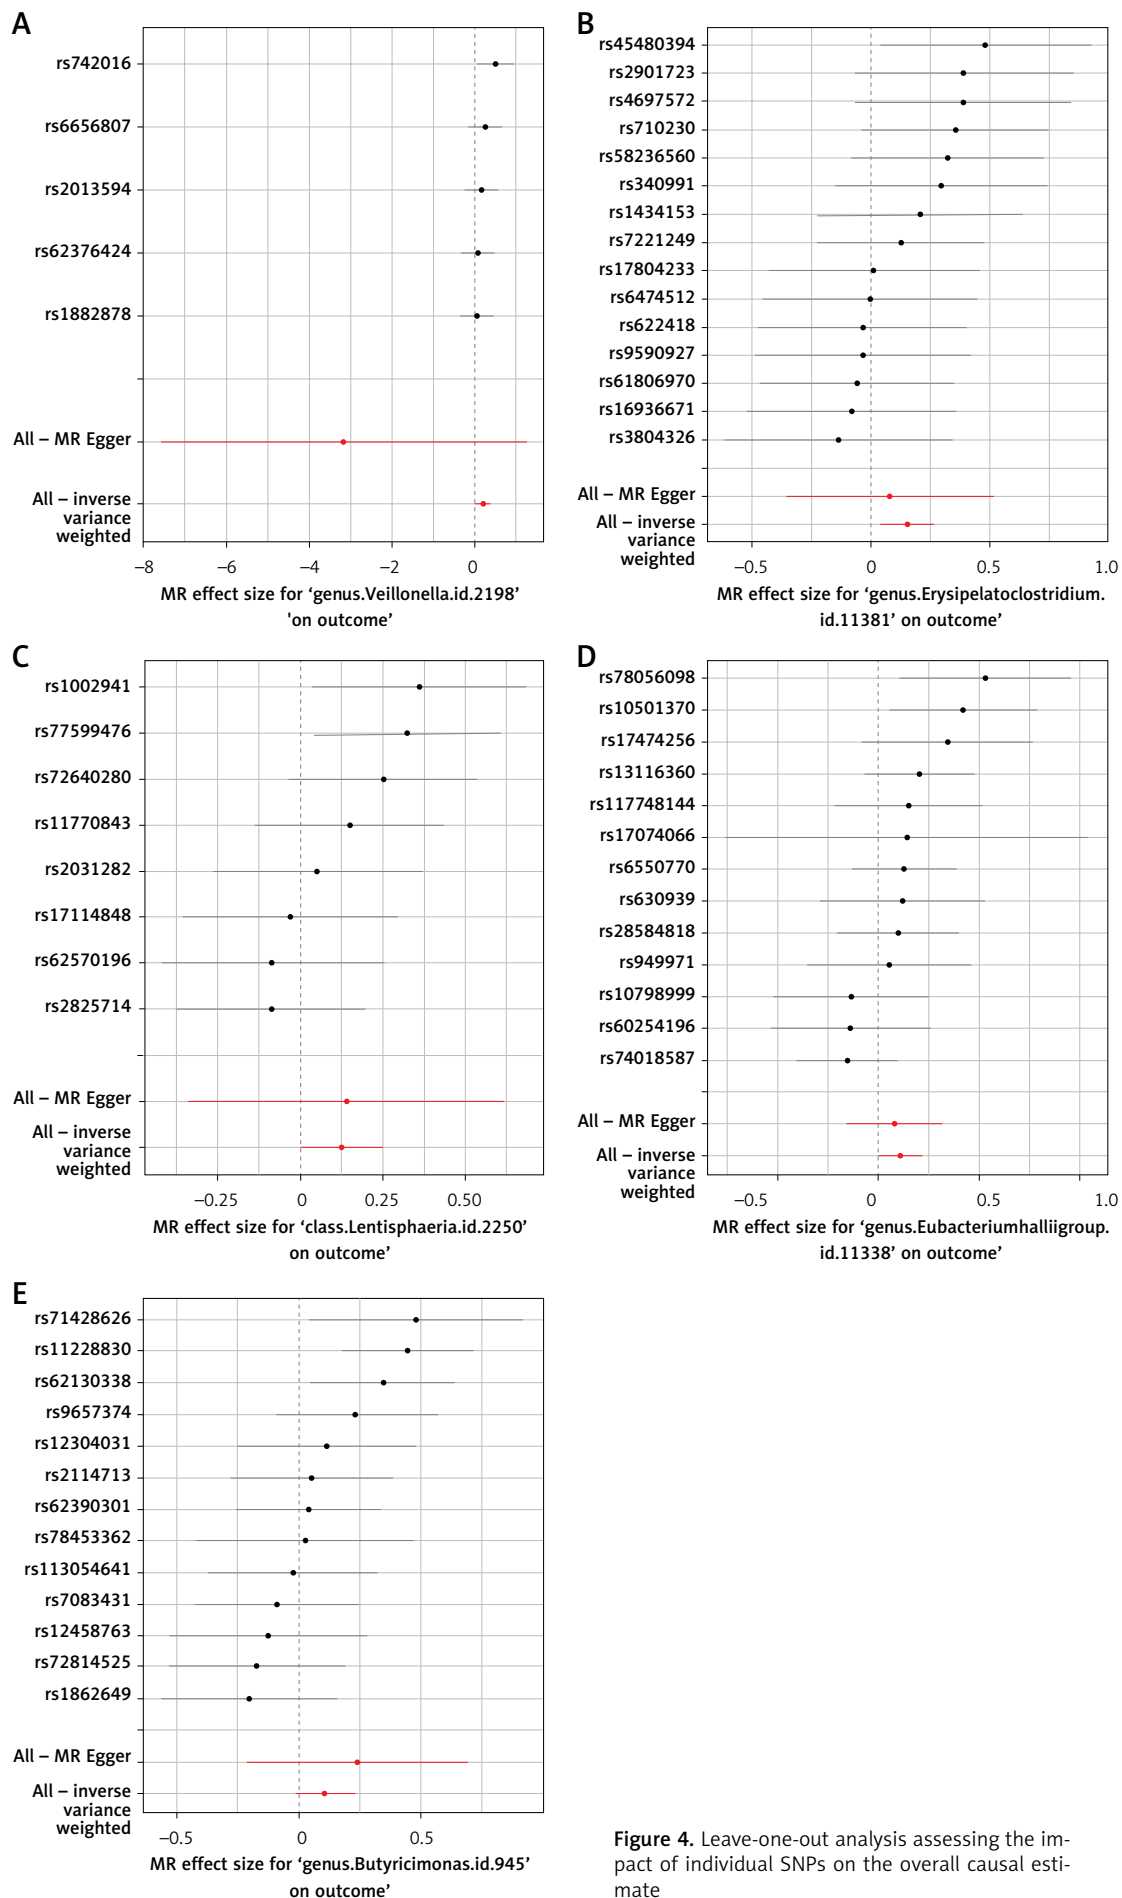 A
rs742016
rs6656807
rs2013594
rs62376424
rs1882878
All – MR Egger
All – inverse
variance
weighted
–8 –6 –4 –2 0
MR effect size for ‘genus.Veillonella.id.2198’
'on outcome’
B
rs45480394
rs2901723
rs4697572
rs710230
rs58236560
rs340991
rs1434153
rs7221249
rs17804233
rs6474512
rs622418
rs9590927
rs61806970
rs16936671
rs3804326
All – MR Egger
All – inverse
variance
weighted
–0.5 0 0.5 1.0
MR effect size for ‘genus.Erysipelatoclostridium.
id.11381’ on outcome’
C
rs1002941
rs77599476
rs72640280
rs11770843
rs2031282
rs17114848
rs62570196
rs2825714
All – MR Egger
All – inverse
variance
weighted
–0.25 0 0.25 0.50
MR effect size for ‘class.Lentisphaeria.id.2250’
on outcome’
D
rs78056098
rs10501370
rs17474256
rs13116360
rs117748144
rs17074066
rs6550770
rs630939
rs28584818
rs949971
rs10798999
rs60254196
rs74018587
All – MR Egger
All – inverse
variance
weighted
–0.5 0 0.5 1.0
MR effect size for ‘genus.Eubacteriumhalliigroup.
id.11338’ on outcome’
E
rs71428626
rs11228830
rs62130338
rs9657374
rs12304031
rs2114713
rs62390301
rs78453362
rs113054641
rs7083431
rs12458763
rs72814525
rs1862649
All – MR Egger
All – inverse
variance
weighted
–0.5 0 0.5
MR effect size for ‘genus.Butyricimonas.id.945’
on outcome’
Figure 4. Leave-one-out analysis assessing the im-
pact of individual SNPs on the overall causal esti-
mate